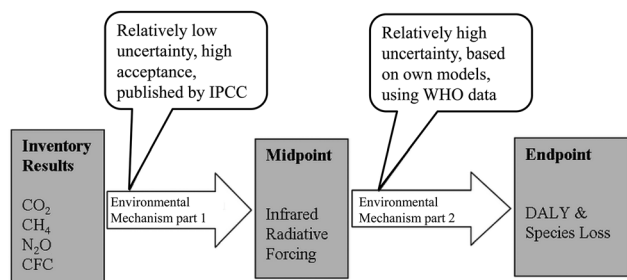 Relatively low
uncertainty, high
acceptance,
published by IPCC
Relatively high
uncertainty, based
on own models,
using WHO data
Inventory
Results
CO₂
CH₄
N₂O
CFC
Environmental
Mechanism part 1
Midpoint
Infrared
Radiative
Forcing
Environmental
Mechanism part 2
Endpoint
DALY &
Species Loss